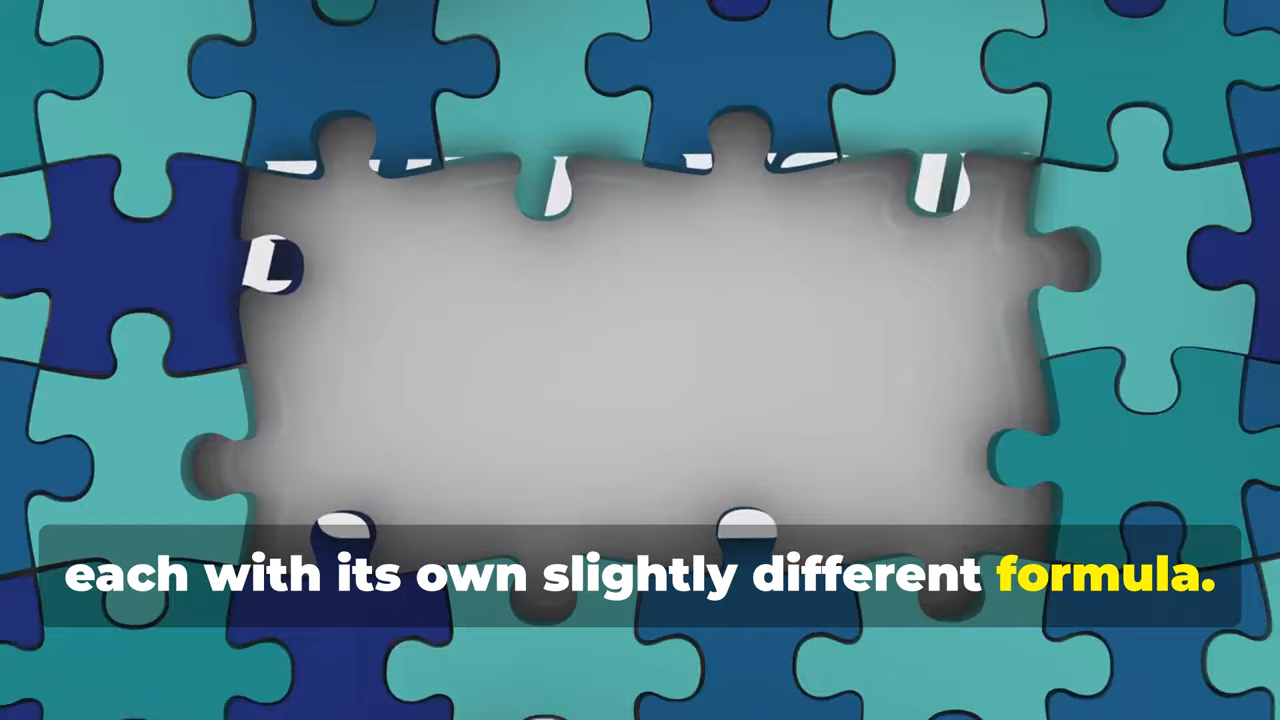 each with its own slightly different formula.